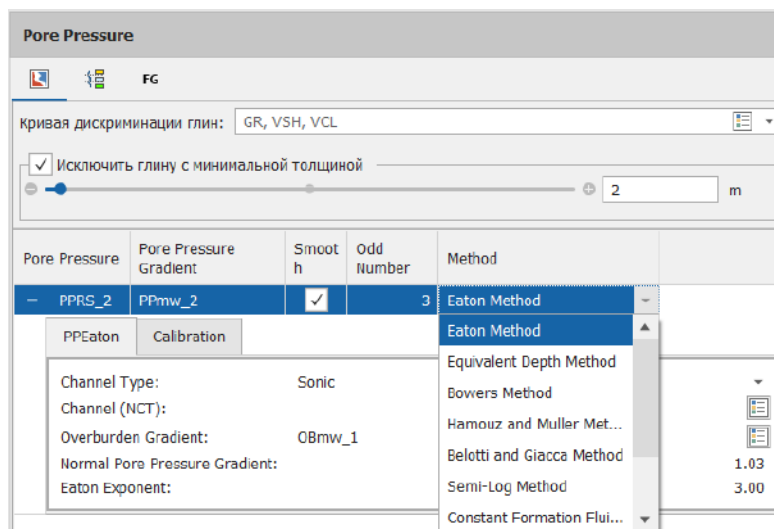 Pore Pressure
FG
Кривая дискриминации глин: GR, VSH, VCL
Исключить глину с минимальной толщиной
2 m
Pore Pressure Pore Pressure Gradient Smoot h Odd Number Method
PPRS_2 PPmw_2 3 Eaton Method
PPEaton Calibration
Eaton Method
Equivalent Depth Method
Bowers Method
Hamouz and Muller Met...
Belotti and Giacca Method
Semi-Log Method
Constant Formation Flui...
Channel Type: Sonic
Channel (NCT):
Overburden Gradient: OBmw_1
Normal Pore Pressure Gradient: 1.03
Eaton Exponent: 3.00